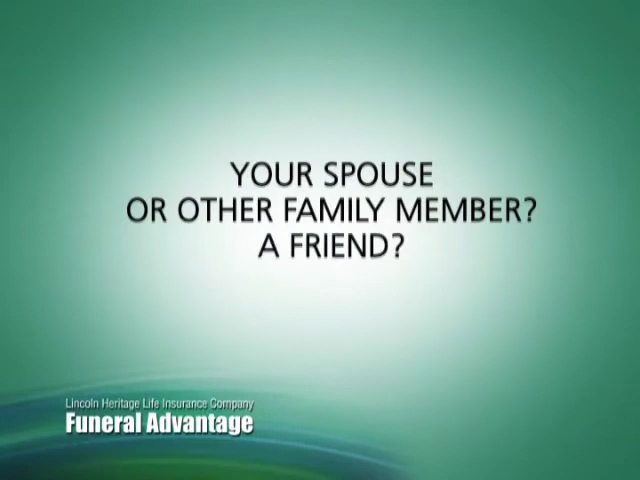 YOUR SPOUSE
OR OTHER FAMILY MEMBER?
A FRIEND?
Lincoln Heritage Life Insurance Company
Funeral Advantage